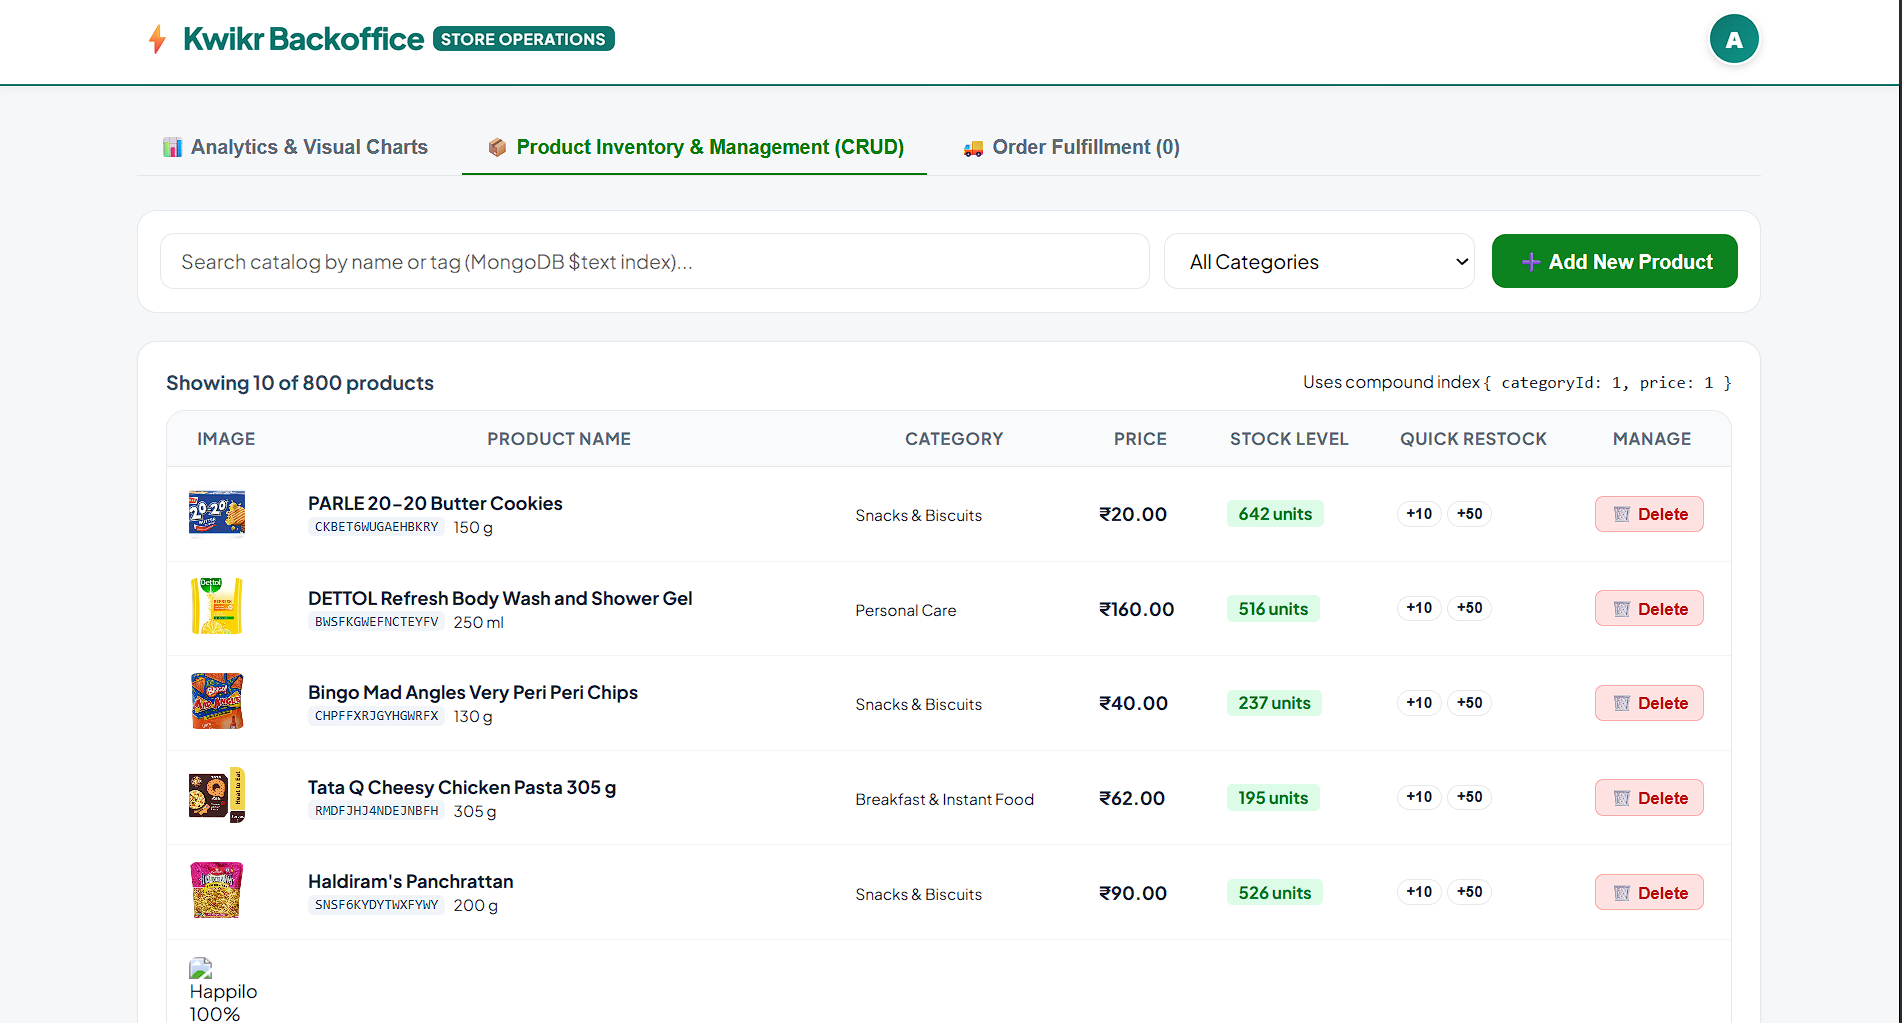 Kwikr Backoffice STORE OPERATIONS
A
Analytics & Visual Charts
Product Inventory & Management (CRUD)
Order Fulfillment (0)
Search catalog by name or tag (MongoDB $text index)...
All Categories
Add New Product
Showing 10 of 800 products
Uses compound index { categoryId: 1, price: 1 }
IMAGE PRODUCT NAME CATEGORY PRICE STOCK LEVEL QUICK RESTOCK MANAGE
PARLE 20-20 Butter Cookies
CKBET6WUGAEHBKRY 150 g
Snacks & Biscuits ₹20.00 642 units +10 +50 Delete
DETTOL Refresh Body Wash and Shower Gel
BWSFKGWEFNCTEYFV 250 ml
Personal Care ₹160.00 516 units +10 +50 Delete
Bingo Mad Angles Very Peri Peri Chips
CHPFFXRJGYHGWRFX 130 g
Snacks & Biscuits ₹40.00 237 units +10 +50 Delete
Tata Q Cheesy Chicken Pasta 305 g
RMDFJHJ4NDEJNBFH 305 g
Breakfast & Instant Food ₹62.00 195 units +10 +50 Delete
Haldiram's Panchrattan
SNSF6KYDYTWXFYWY 200 g
Snacks & Biscuits ₹90.00 526 units +10 +50 Delete
Happilo
100%